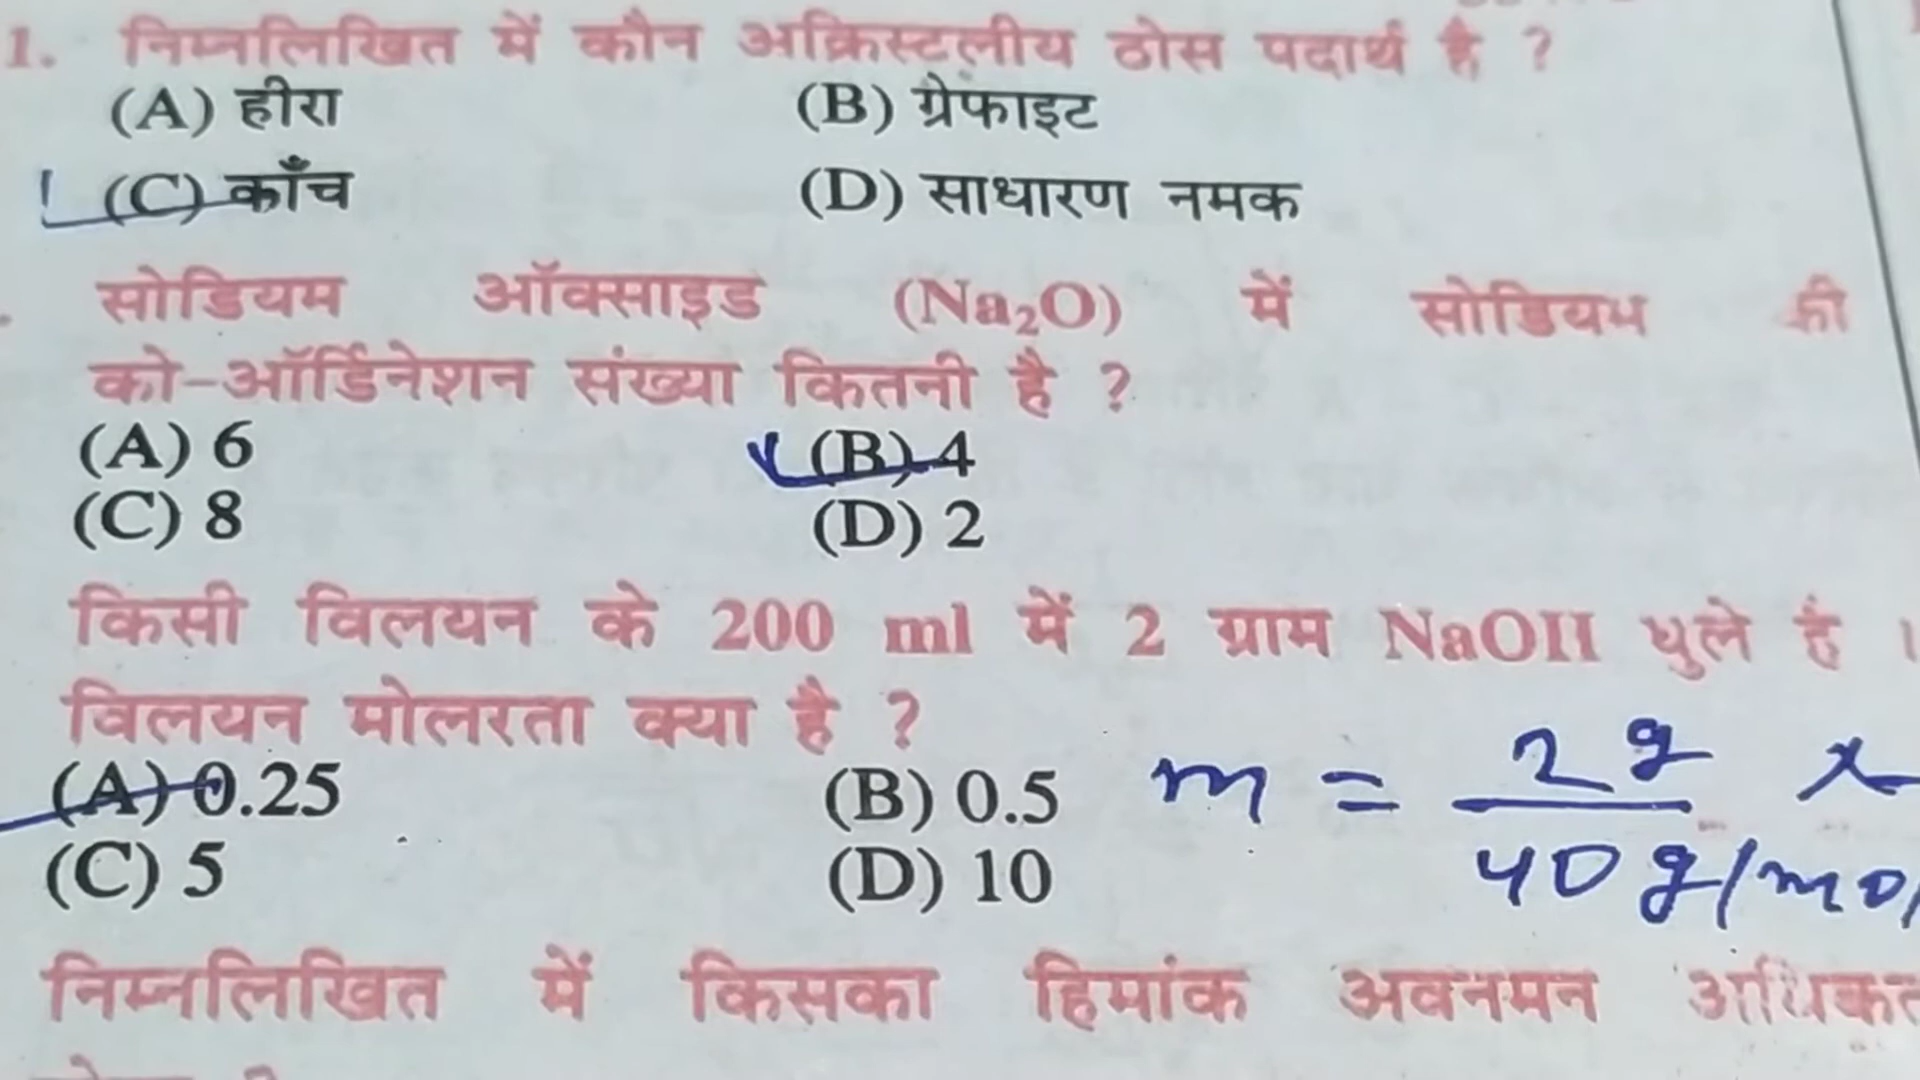 1. निम्नलिखित में कौन अक्रिस्टलीय ठोस पदार्थ है ?
(A) हीरा (B) ग्रेफाइट
(C) काँच (D) साधारण नमक
सोडियम ऑक्साइड (Na₂O) में सोडियम की
को-ऑर्डिनेशन संख्या कितनी है ?
(A) 6 (B) 4
(C) 8 (D) 2
किसी विलयन के 200 ml में 2 ग्राम NaOH घुले हैं ।
विलयन मोलरता क्या है ?
(A) 0.25 (B) 0.5
(C) 5 (D) 10
m = 2g x
40 g/mol
निम्नलिखित में किसका हिमांक अवनमन